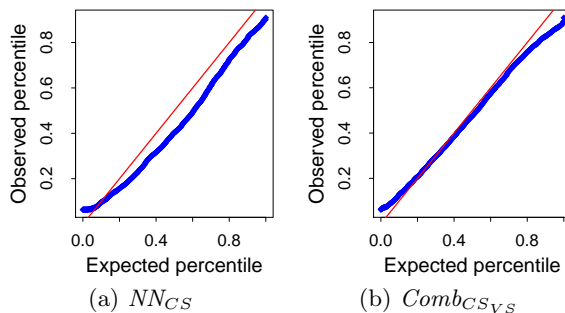 Observed percentile
0.2 0.4 0.6 0.8
0.0 0.4 0.8
Expected percentile
(a) NN_CS
Observed percentile
0.2 0.4 0.6 0.8
0.0 0.4 0.8
Expected percentile
(b) Comb_CS_VS